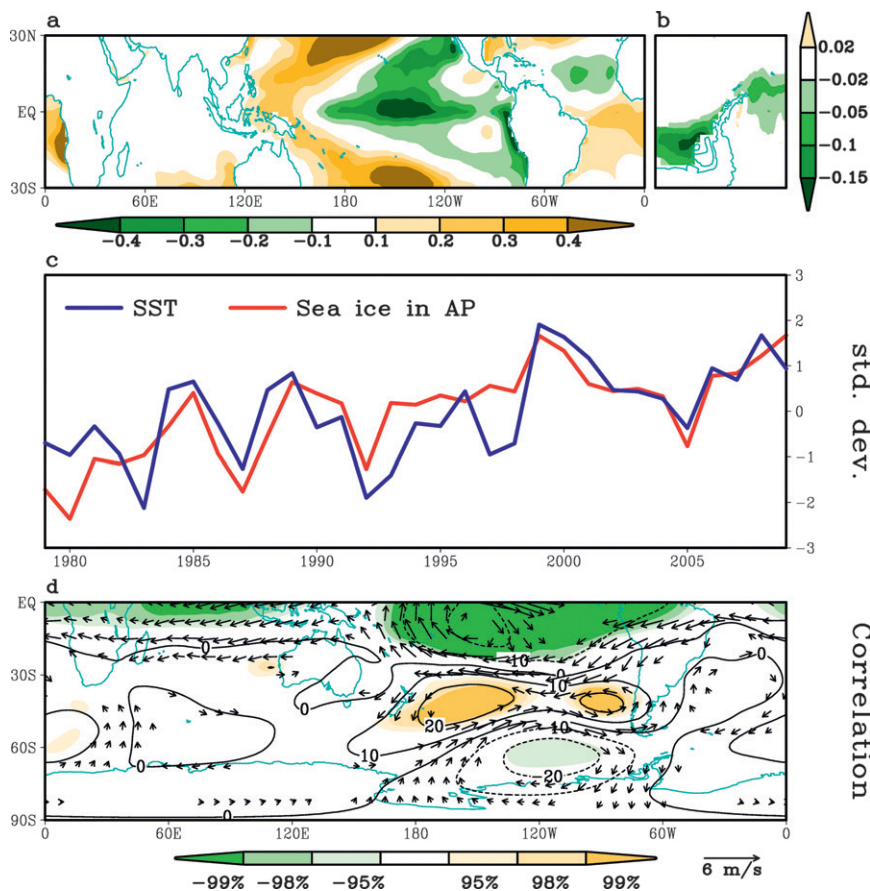 a
b
30N
EQ
30S
0
60E
120E
180
120W
60W
0
-0.4 -0.3 -0.2 -0.1 0.1 0.2 0.3 0.4
0.02
-0.02
-0.05
-0.1
-0.15
c
SST
Sea ice in AP
3
2
1
0
-1
-2
-3
std. dev.
1980 1985 1990 1995 2000 2005
d
EQ
30S
60S
90S
0
0
0
-10
0
10
20
10
10
-20
0
0
0 60E 120E 180 120W 60W 0
Correlation
-99% -98% -95% 95% 98% 99%
6 m/s